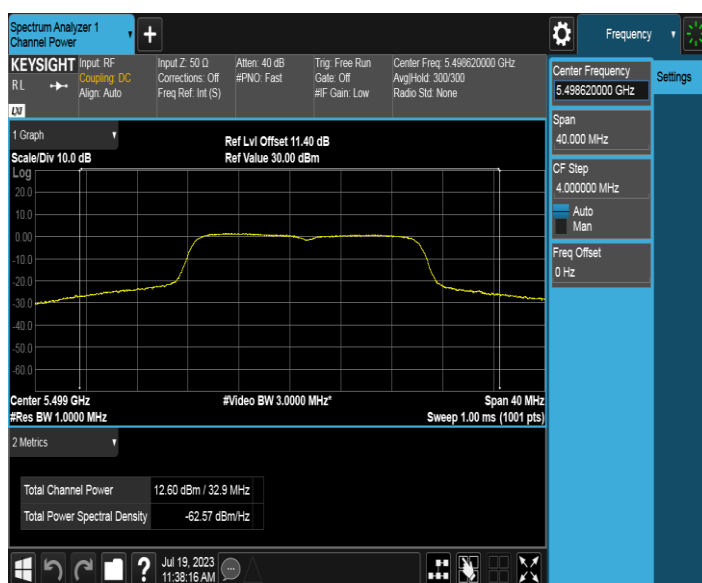 Spectrum Analyzer 1
Channel Power
Frequency
KEYSIGHT
RL
LXI
Input: RF
Coupling: DC
Align: Auto
Input Z: 50 Ω
Corrections: Off
Freq Ref: Int (S)
Atten: 40 dB
#PNO: Fast
Trig: Free Run
Gate: Off
#IF Gain: Low
Center Freq: 5.498620000 GHz
Avg|Hold: 300/300
Radio Std: None
Center Frequency
5.498620000 GHz
Settings
Span
40.000 MHz
CF Step
4.000000 MHz
Auto
Man
Freq Offset
0 Hz
1 Graph
Scale/Div 10.0 dB
Ref Lvl Offset 11.40 dB
Ref Value 30.00 dBm
Log
20.0
10.0
0.00
-10.0
-20.0
-30.0
-40.0
-50.0
-60.0
Center 5.499 GHz
#Video BW 3.0000 MHz*
Span 40 MHz
#Res BW 1.0000 MHz
Sweep 1.00 ms (1001 pts)
2 Metrics
Total Channel Power 12.60 dBm / 32.9 MHz
Total Power Spectral Density -62.57 dBm/Hz
?
Jul 19, 2023
11:38:16 AM